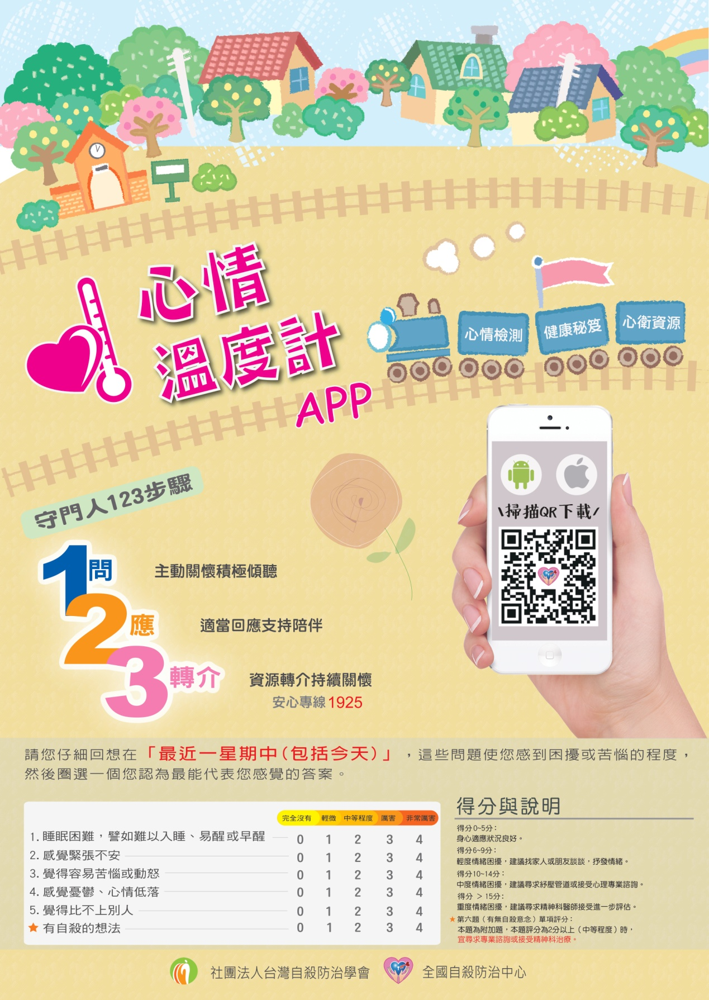 心情
溫度計
APP
心情檢測
健康秘笈
心衛資源
守門人123步驟
1問
主動關懷積極傾聽
2應
適當回應支持陪伴
3轉介
資源轉介持續關懷
安心專線1925
\掃描QR下載/
請您仔細回想在「最近一星期中(包括今天)」，這些問題使您感到困擾或苦惱的程度，
然後圈選一個您認為最能代表您感覺的答案。
完全沒有 輕微 中等程度 厲害 非常厲害
1. 睡眠困難，譬如難以入睡、易醒或早醒 0 1 2 3 4
2. 感覺緊張不安 0 1 2 3 4
3. 覺得容易苦惱或動怒 0 1 2 3 4
4. 感覺憂鬱、心情低落 0 1 2 3 4
5. 覺得比不上別人 0 1 2 3 4
★ 有自殺的想法 0 1 2 3 4
得分與說明
得分0~5分：
身心適應狀況良好。
得分6~9分：
輕度情緒困擾，建議找家人或朋友談談，抒發情緒。
得分10~14分：
中度情緒困擾，建議尋求紓壓管道或接受心理專業諮詢。
得分 ＞15分：
重度情緒困擾，建議尋求精神科醫師接受進一步評估。
★ 第六題（有無自殺意念）單項評分：
本題為附加題，本題評分為2分以上（中等程度）時，
宜尋求專業諮詢或接受精神科治療。
社團法人台灣自殺防治學會
全國自殺防治中心